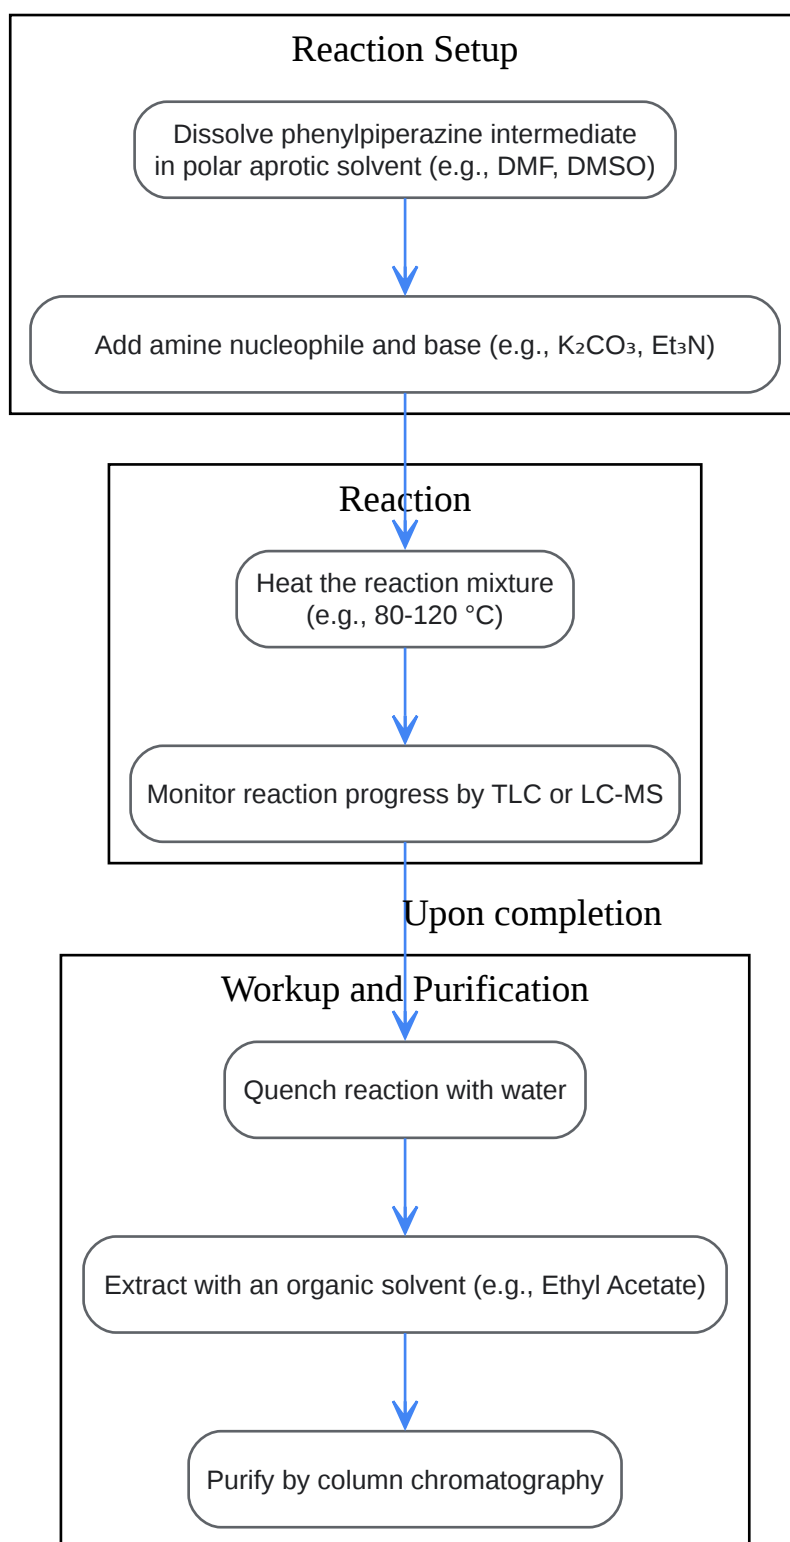 Reaction Setup
Dissolve phenylpiperazine intermediate
in polar aprotic solvent (e.g., DMF, DMSO)
Add amine nucleophile and base (e.g., K₂CO₃, Et₃N)
Reaction
Heat the reaction mixture
(e.g., 80-120 °C)
Monitor reaction progress by TLC or LC-MS
Upon completion
Workup and Purification
Quench reaction with water
Extract with an organic solvent (e.g., Ethyl Acetate)
Purify by column chromatography